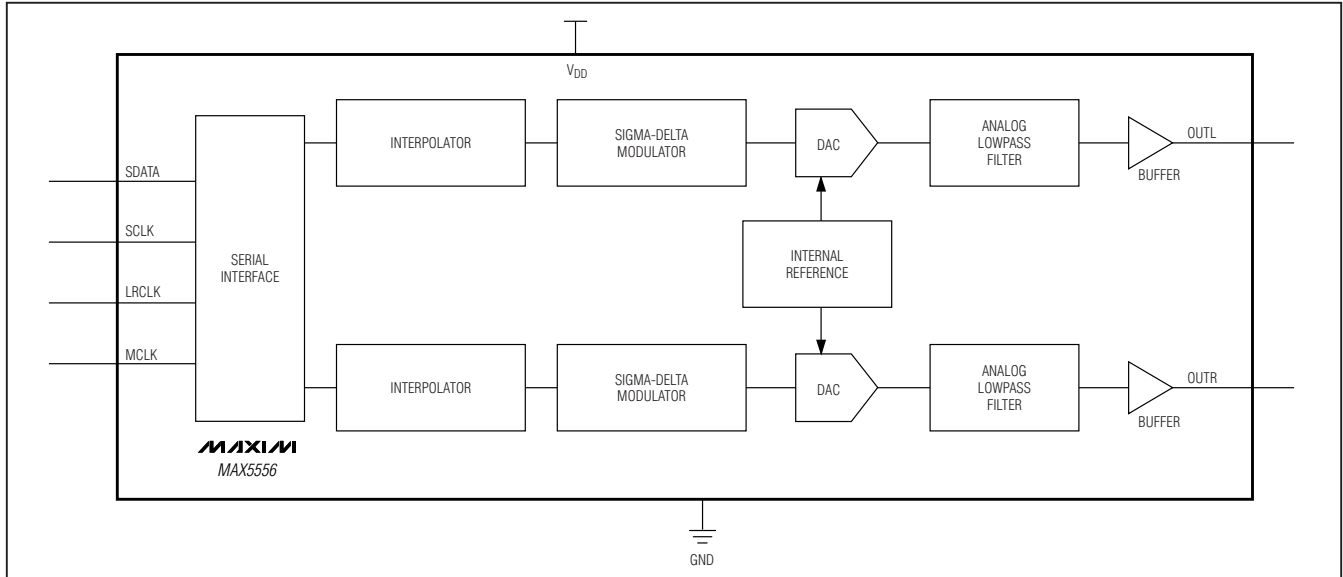 V_DD
SDATA
SCLK
LRCLK
MCLK
SERIAL
INTERFACE
INTERPOLATOR
SIGMA-DELTA
MODULATOR
DAC
ANALOG
LOWPASS
FILTER
BUFFER
OUTL
INTERNAL
REFERENCE
INTERPOLATOR
SIGMA-DELTA
MODULATOR
DAC
ANALOG
LOWPASS
FILTER
BUFFER
OUTR
MAXIM
MAX5556
GND